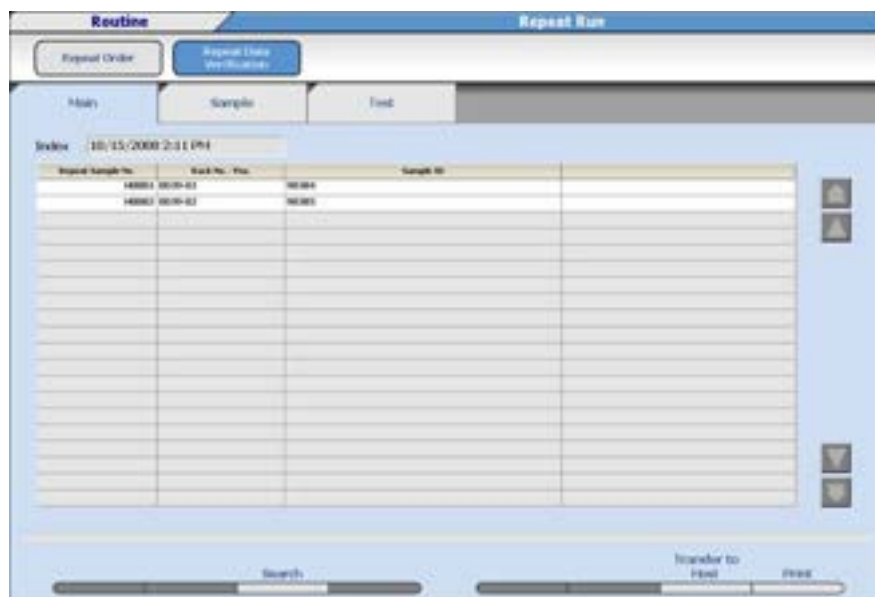 Routine
Repeat Run
Repeat Order
Repeat Data
Verification
Main
Sample
Test
Index 10/15/2008 2:11 PM
Repeat Sample No. Rack No. - Pos. Sample ID
Search
Transfer to
Host
Print